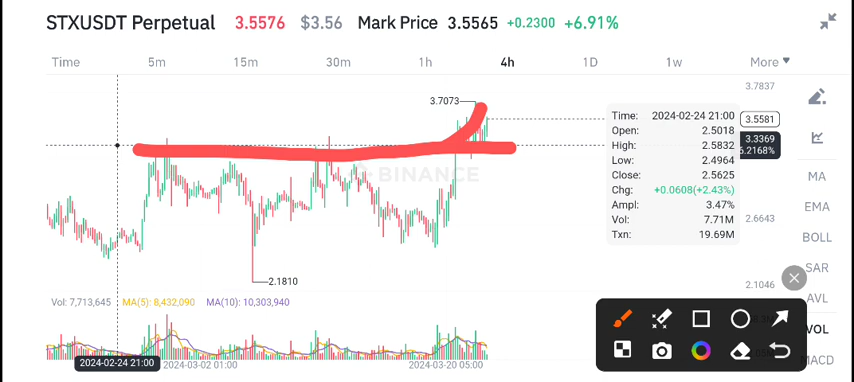 STXUSDT Perpetual 3.5576 $3.56 Mark Price 3.5565 +0.2300 +6.91%
Time 5m 15m 30m 1h 4h 1D 1w More
3.7837
3.7073
3.5581
3.3369
6.2168%
BINANCE
2.6643
2.1810
2.1046
Time: 2024-02-24 21:00
Open: 2.5018
High: 2.5832
Low: 2.4964
Close: 2.5625
Chg: +0.0608(+2.43%)
Ampl: 3.47%
Vol: 7.71M
Txn: 19.69M
MA
EMA
BOLL
SAR
AVL
VOL
MACD
Vol: 7,713,645 MA(5): 8,432,090 MA(10): 10,303,940
2024-02-24 21:00 2024-03-02 01:00 2024-03-20 05:00